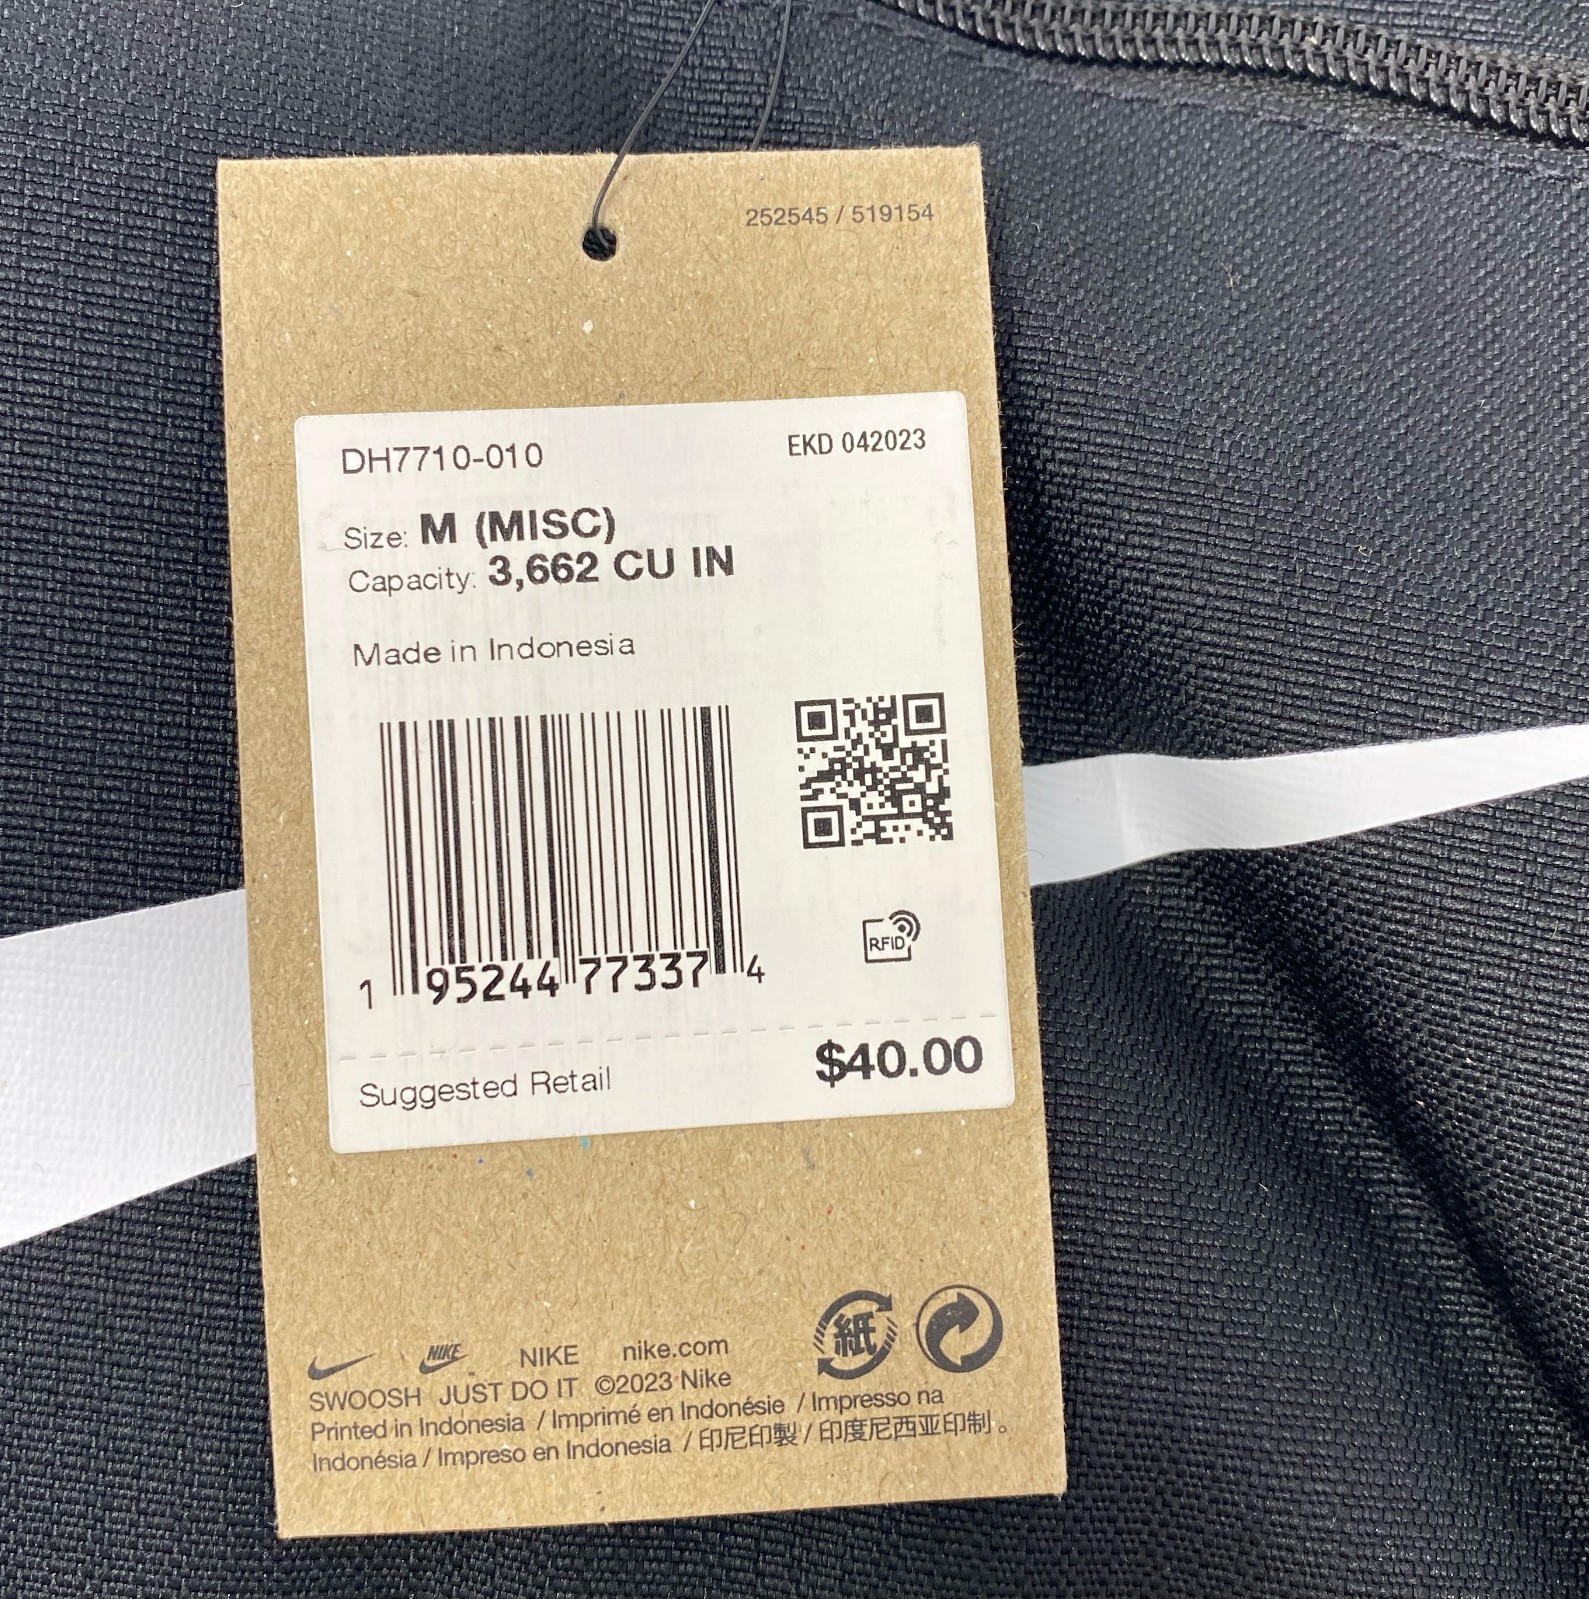 252545 / 519154
DH7710-010
EKD 042023
Size: M (MISC)
Capacity: 3,662 CU IN
Made in Indonesia
RFID
1 95244 77337 4
Suggested Retail
$40.00
紙
NIKE NIKE nike.com
SWOOSH JUST DO IT ©2023 Nike
Printed in Indonesia / Imprimé en Indonésie / Impresso na
Indonésia / Impreso en Indonesia / 印尼印製 / 印度尼西亚印制。